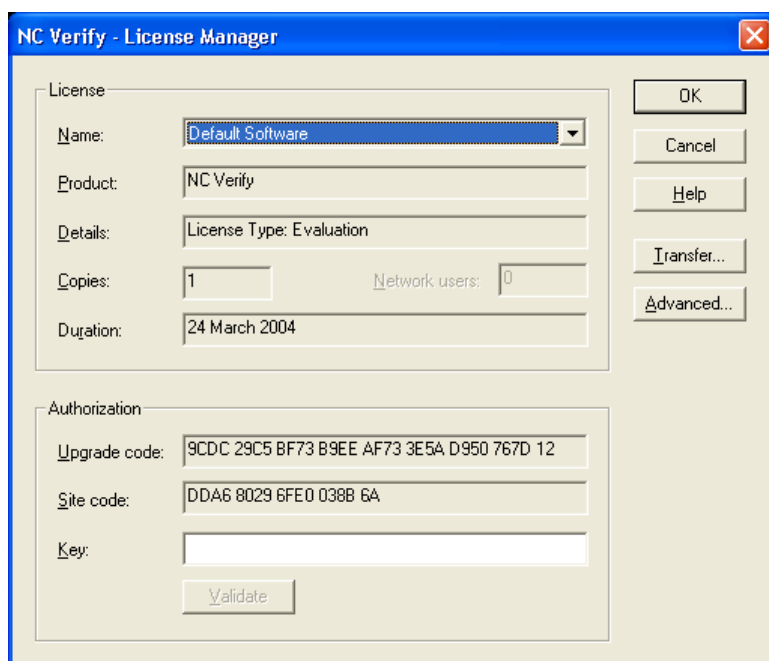 NC Verify - License Manager
License
Name: Default Software
Product: NC Verify
Details: License Type: Evaluation
Copies: 1 Network users: 0
Duration: 24 March 2004
OK
Cancel
Help
Transfer...
Advanced...
Authorization
Upgrade code: 9CDC 29C5 BF73 B9EE AF73 3E5A D950 767D 12
Site code: DDA6 8029 6FE0 038B 6A
Key:
Validate